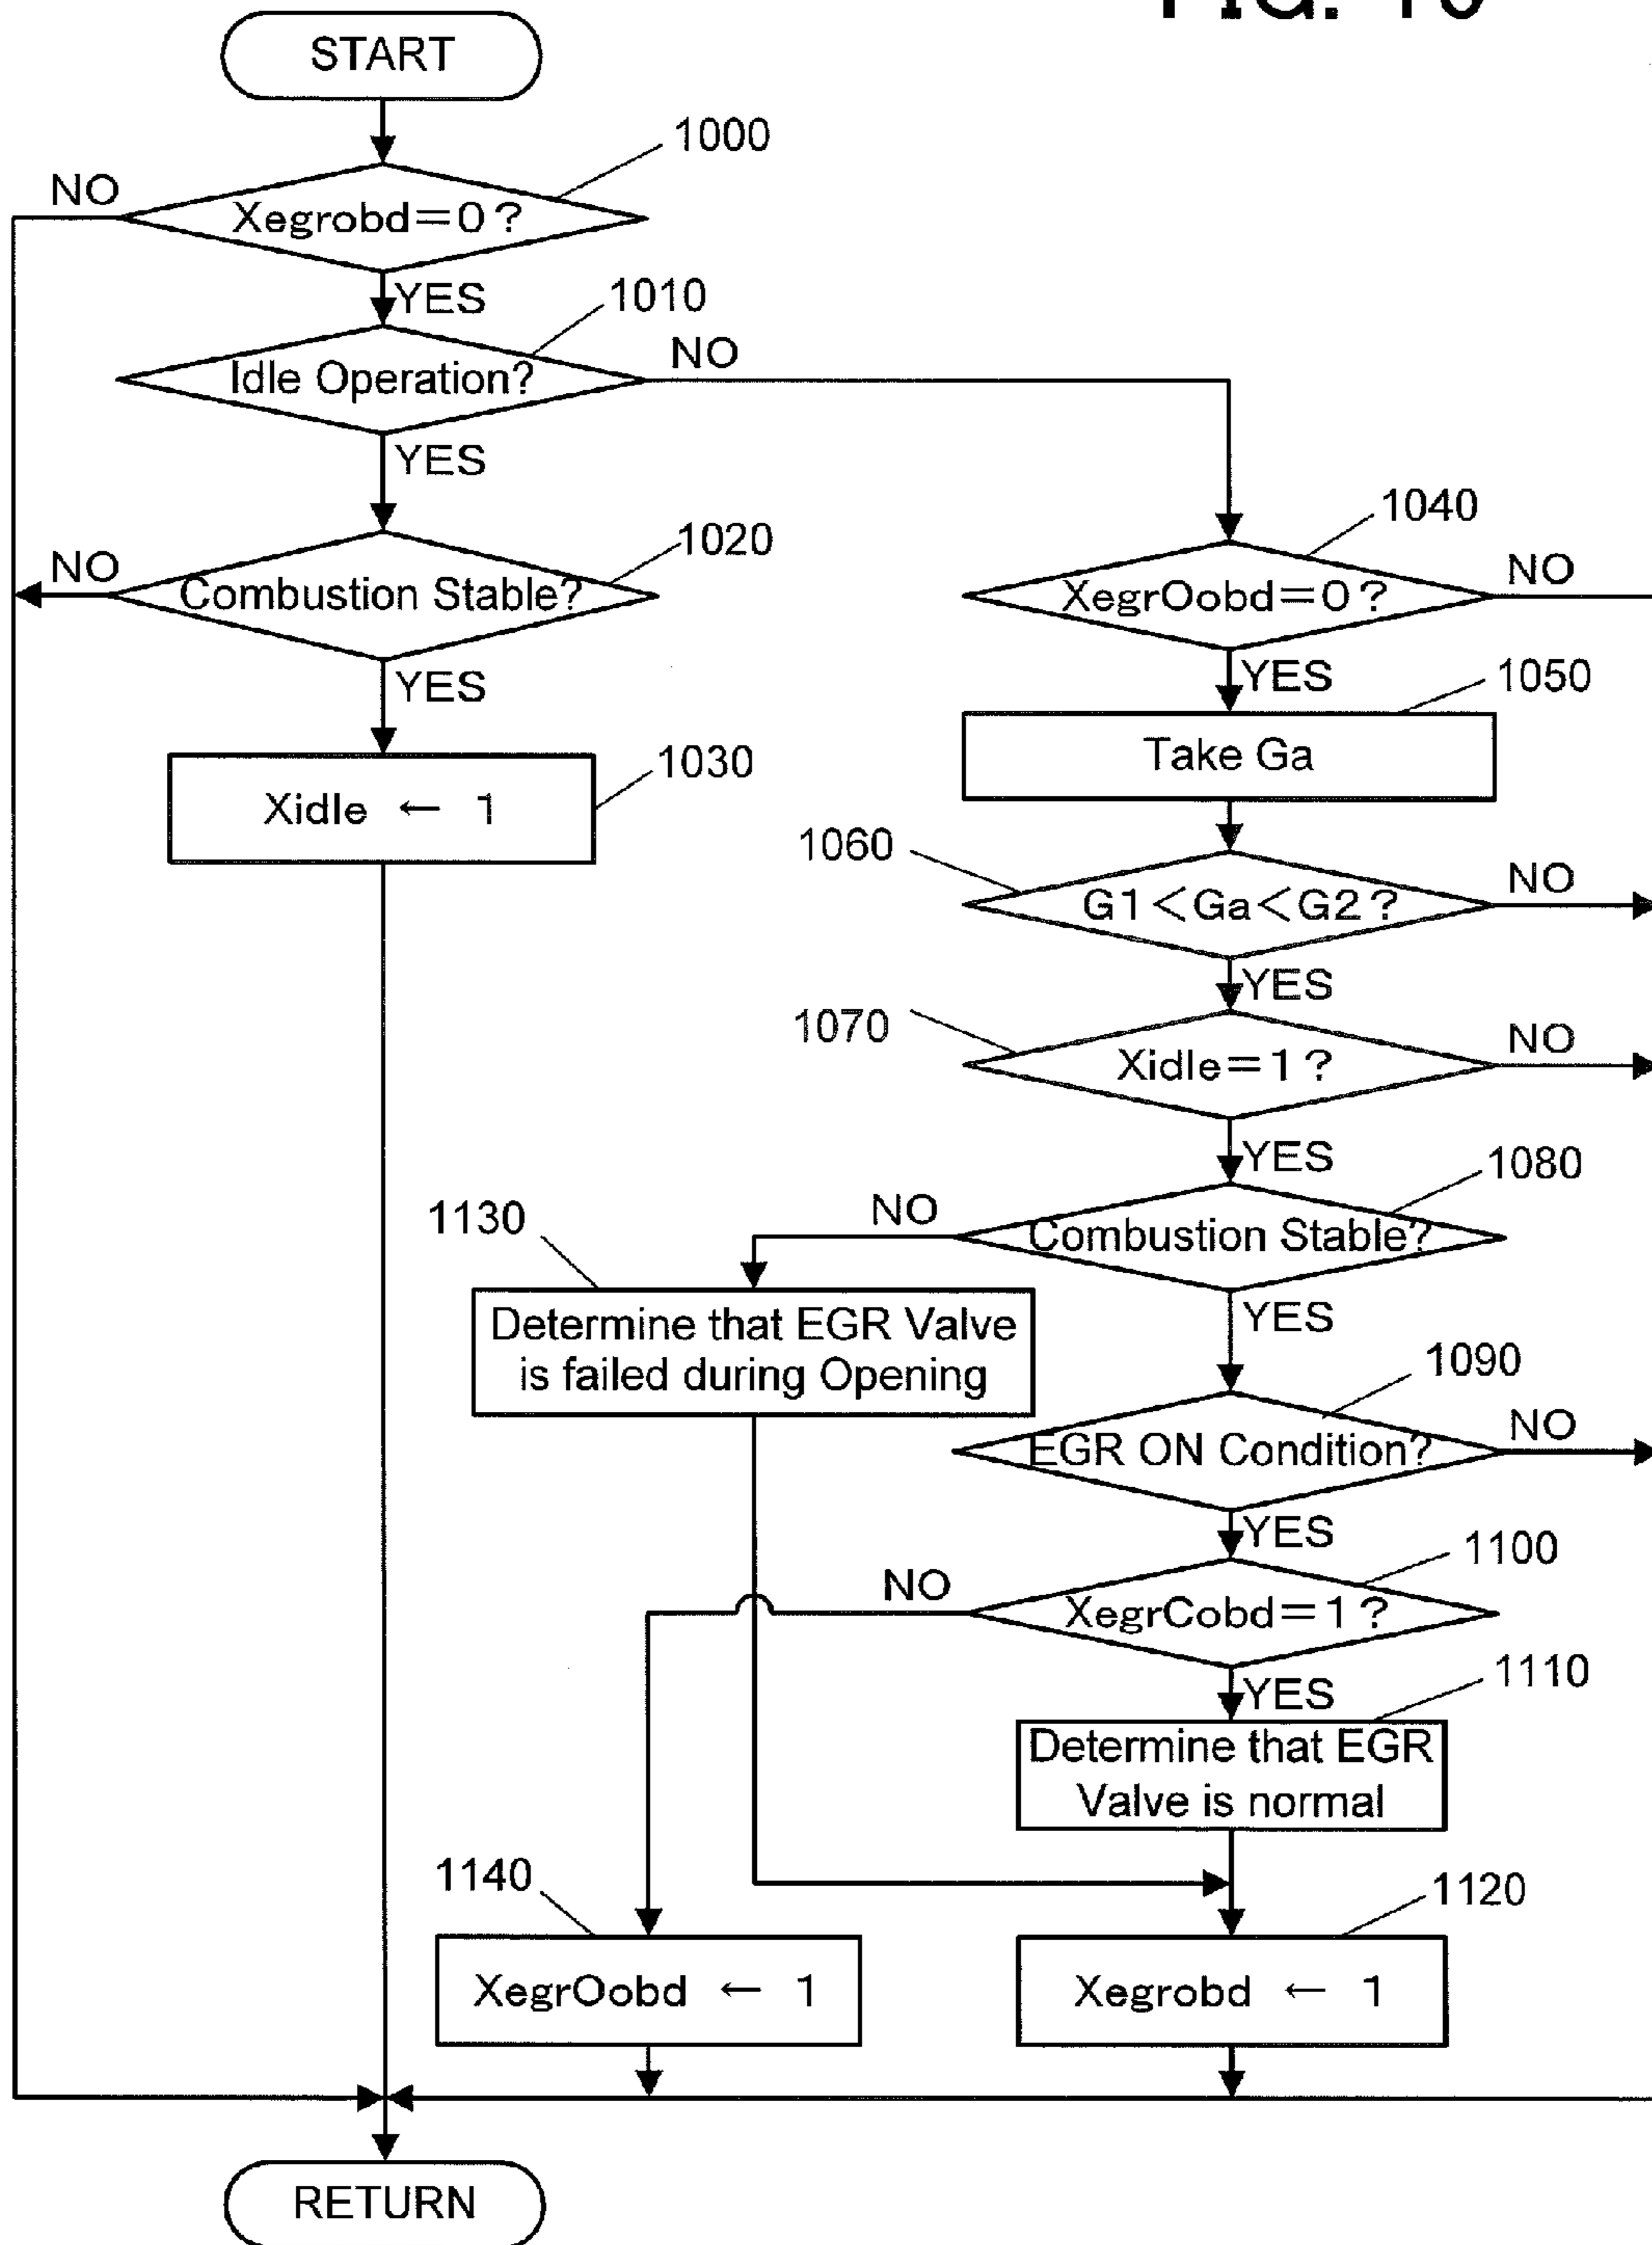 START
1000
NO
Xegrobd=0?
YES
1010
Idle Operation?
NO
YES
1020
NO
Combustion Stable?
YES
1030
Xidle ← 1
1040
XegrOobd=0?
NO
YES
1050
Take Ga
1060
G1<Ga<G2?
NO
YES
1070
Xidle=1?
NO
YES
1080
Combustion Stable?
NO
1130
Determine that EGR Valve
is failed during Opening
YES
1090
EGR ON Condition?
NO
YES
1100
NO
XegrCobd=1?
YES
1110
Determine that EGR
Valve is normal
1140
XegrOobd ← 1
1120
Xegrobd ← 1
RETURN